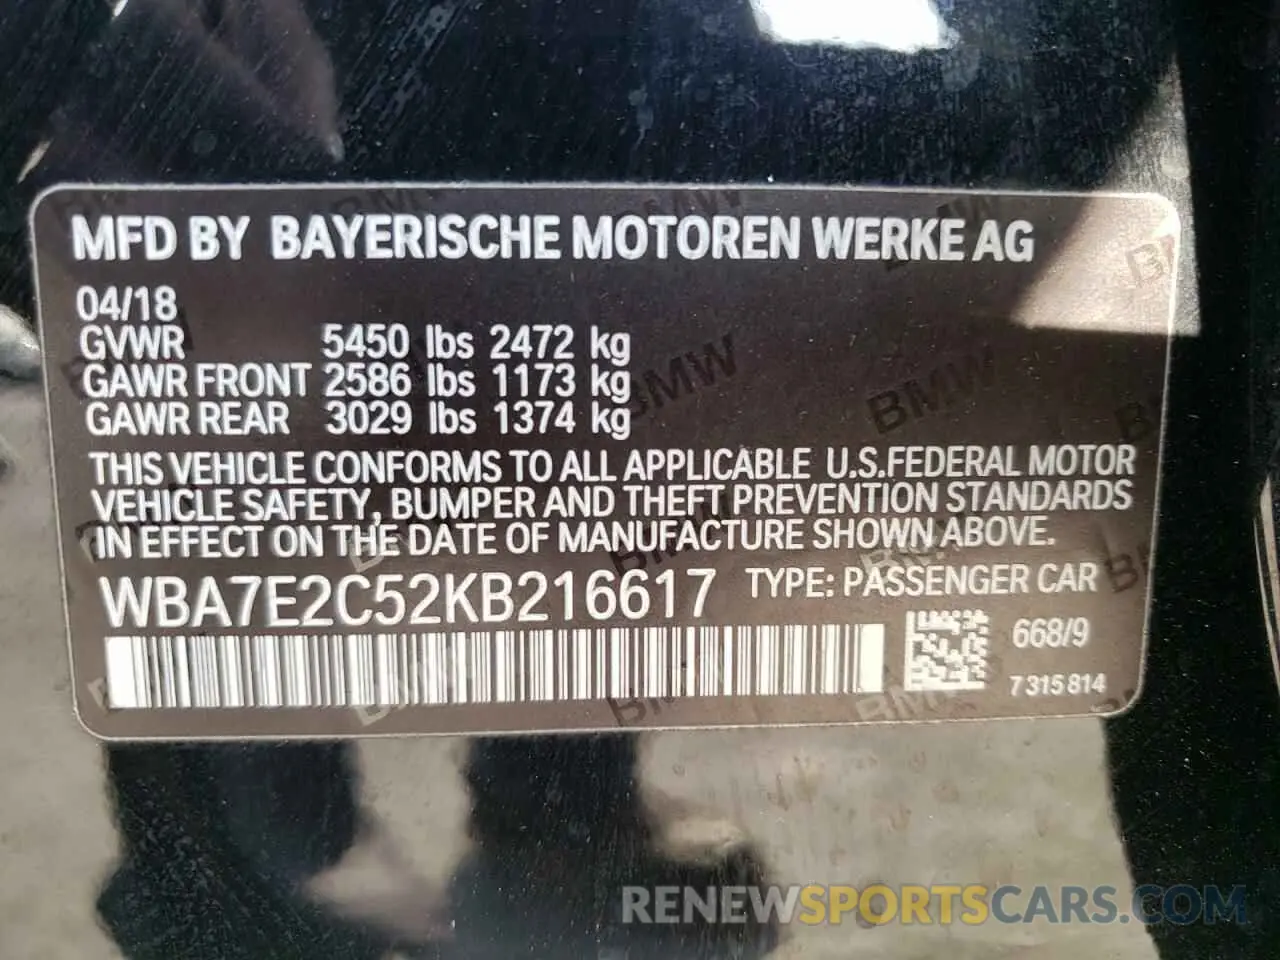 MFD BY BAYERISCHE MOTOREN WERKE AG
04/18
GVWR 5450 lbs 2472 kg
GAWR FRONT 2586 lbs 1173 kg
GAWR REAR 3029 lbs 1374 kg
THIS VEHICLE CONFORMS TO ALL APPLICABLE U.S.FEDERAL MOTOR
VEHICLE SAFETY, BUMPER AND THEFT PREVENTION STANDARDS
IN EFFECT ON THE DATE OF MANUFACTURE SHOWN ABOVE.
WBA7E2C52KB216617 TYPE: PASSENGER CAR
668/9
7315814
RENEWSPORTSCARS.COM